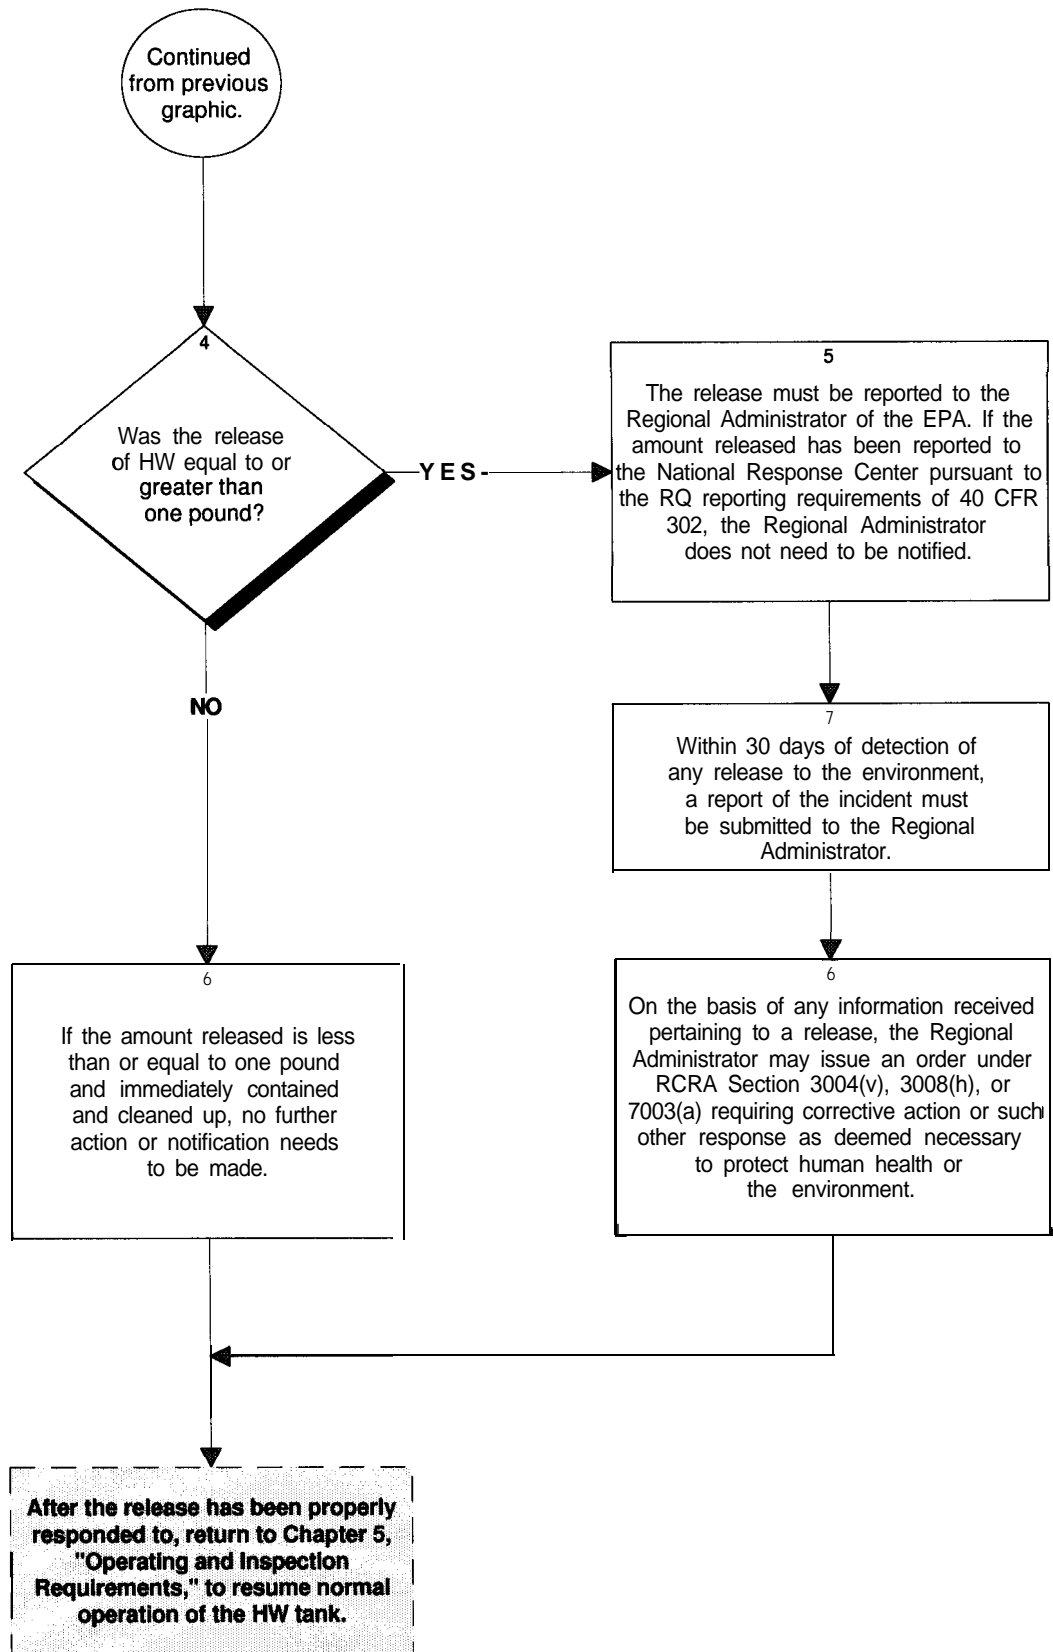 Continued
from previous
graphic.
4
Was the release
of HW equal to or
greater than
one pound?
YES-
NO
5
The release must be reported to the
Regional Administrator of the EPA. If the
amount released has been reported to
the National Response Center pursuant to
the RQ reporting requirements of 40 CFR
302, the Regional Administrator
does not need to be notified.
7
Within 30 days of detection of
any release to the environment,
a report of the incident must
be submitted to the Regional
Administrator.
6
If the amount released is less
than or equal to one pound
and immediately contained
and cleaned up, no further
action or notification needs
to be made.
6
On the basis of any information received
pertaining to a release, the Regional
Administrator may issue an order under
RCRA Section 3004(v), 3008(h), or
7003(a) requiring corrective action or such
other response as deemed necessary
to protect human health or
the environment.
After the release has been properly
responded to, return to Chapter 5,
"Operating and Inspection
Requirements," to resume normal
operation of the HW tank.